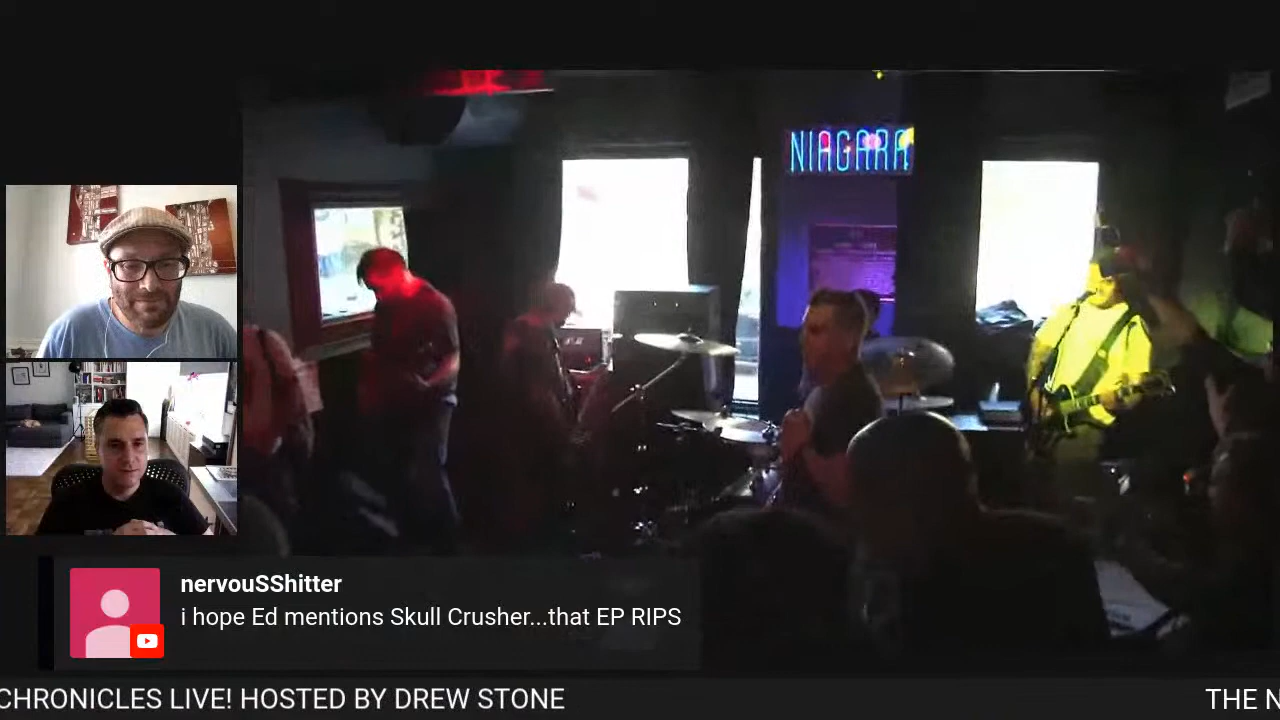 NIAGARA
nervouSShitter
i hope Ed mentions Skull Crusher...that EP RIPS
CHRONICLES LIVE! HOSTED BY DREW STONE
THE N